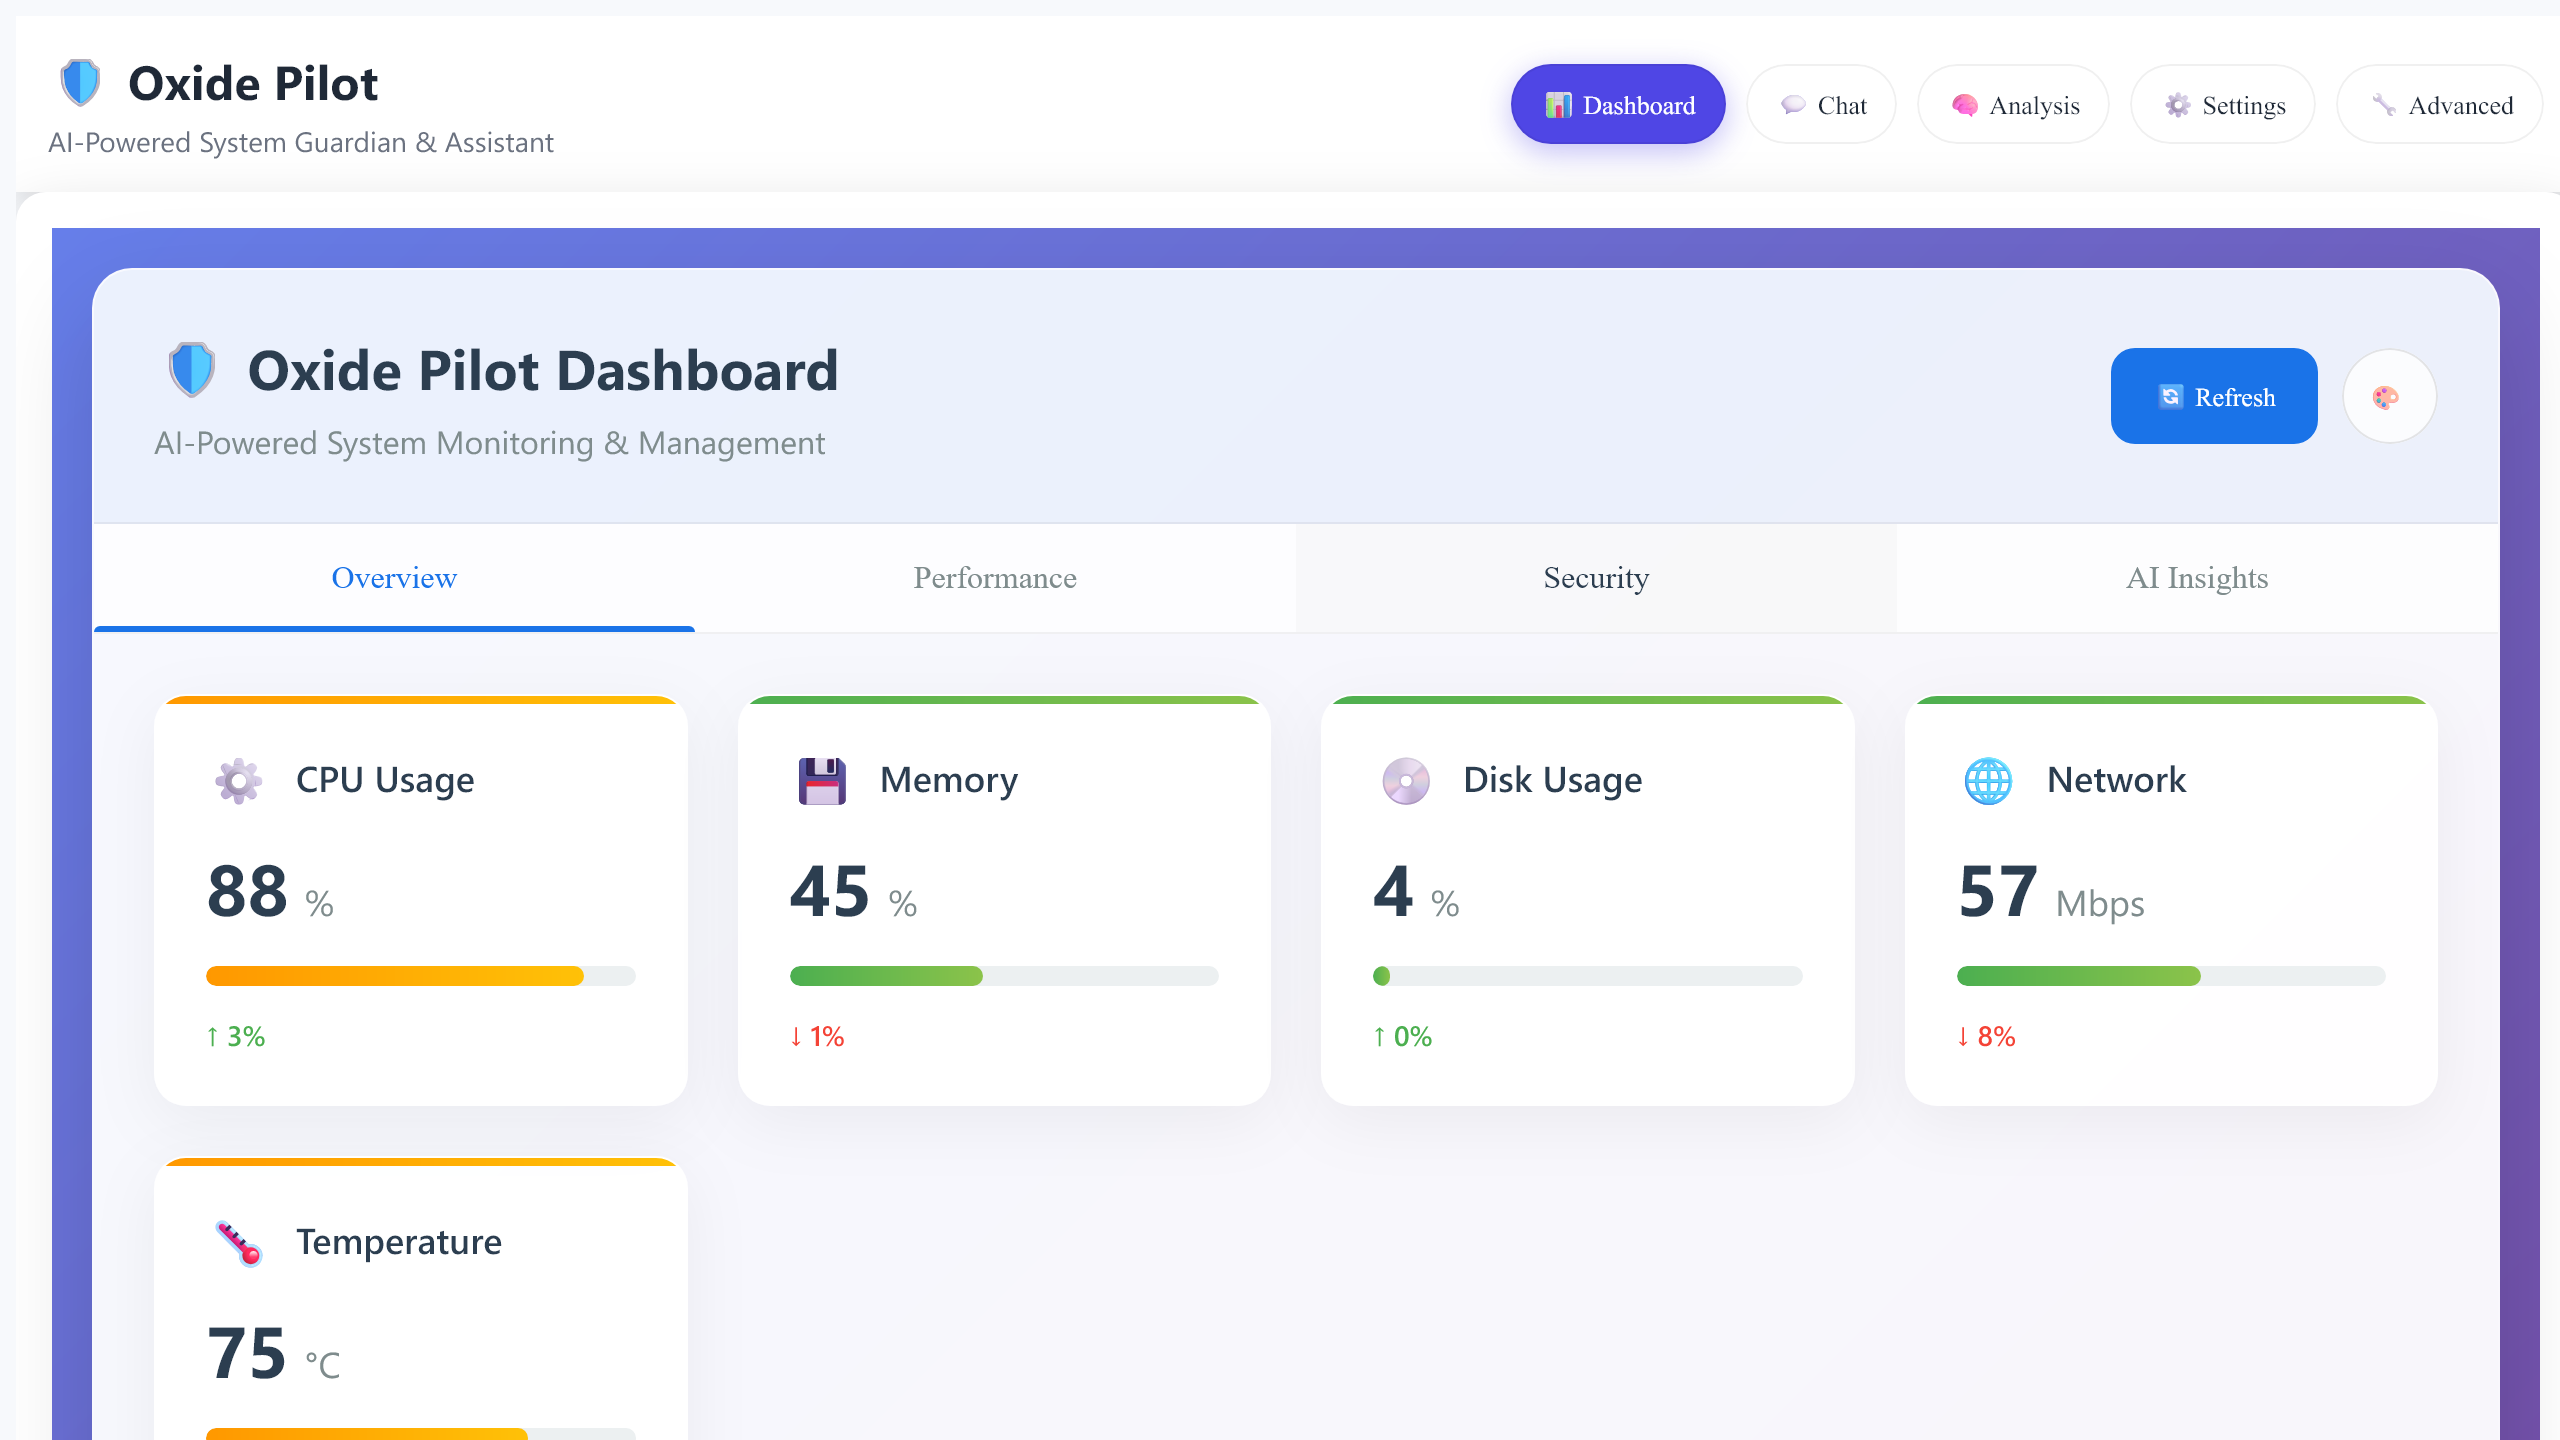 Oxide Pilot
AI-Powered System Guardian & Assistant
Dashboard
Chat
Analysis
Settings
Advanced
Oxide Pilot Dashboard
AI-Powered System Monitoring & Management
Refresh
Overview
Performance
Security
AI Insights
CPU Usage
88 %
↑ 3%
Memory
45 %
↓ 1%
Disk Usage
4 %
↑ 0%
Network
57 Mbps
↓ 8%
Temperature
75 °C